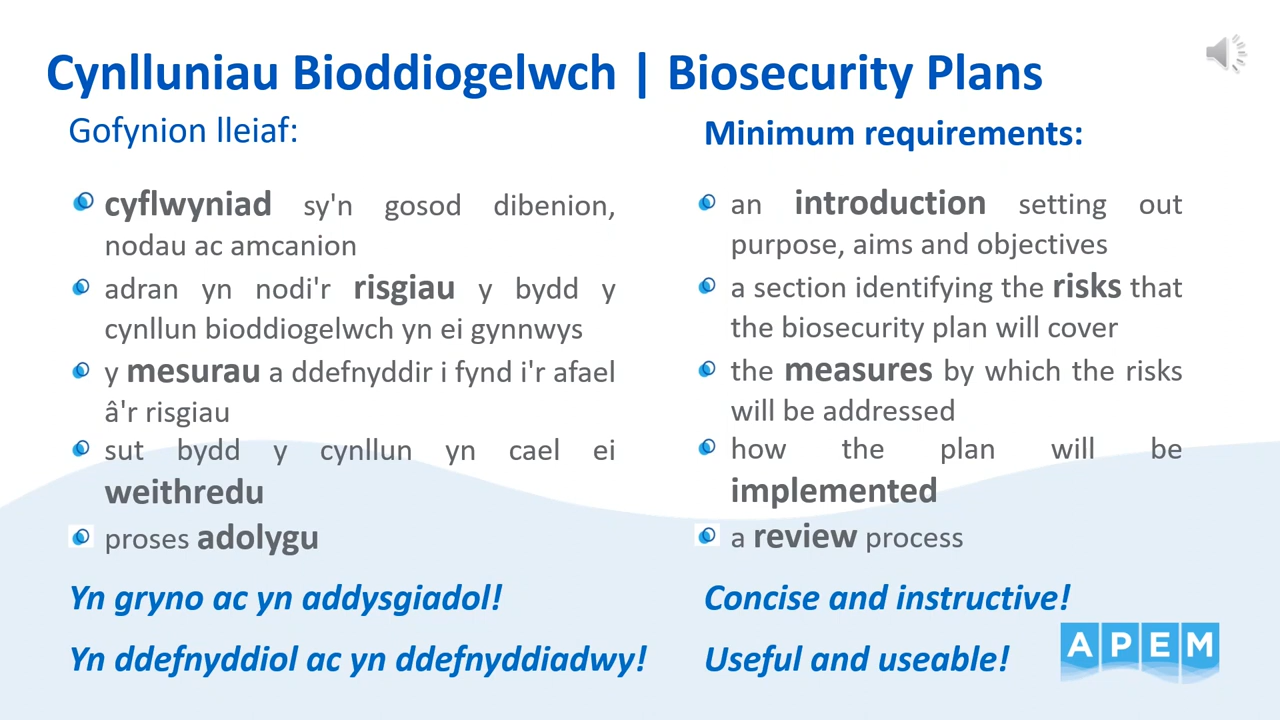 Cynlluniau Bioddiogelwch | Biosecurity Plans
Gofynion lleiaf:
cyflwyniad sy'n gosod dibenion,
nodau ac amcanion
adran yn nodi'r risgiau y bydd y
cynllun bioddiogelwch yn ei gynnwys
y mesurau a ddefnyddir i fynd i'r afael
â'r risgiau
sut bydd y cynllun yn cael ei
weithredu
proses adolygu
Yn gryno ac yn addysgiadol!
Yn ddefnyddiol ac yn ddefnyddiadwy!
Minimum requirements:
an introduction setting out
purpose, aims and objectives
a section identifying the risks that
the biosecurity plan will cover
the measures by which the risks
will be addressed
how the plan will be
implemented
a review process
Concise and instructive!
Useful and useable!
APEM